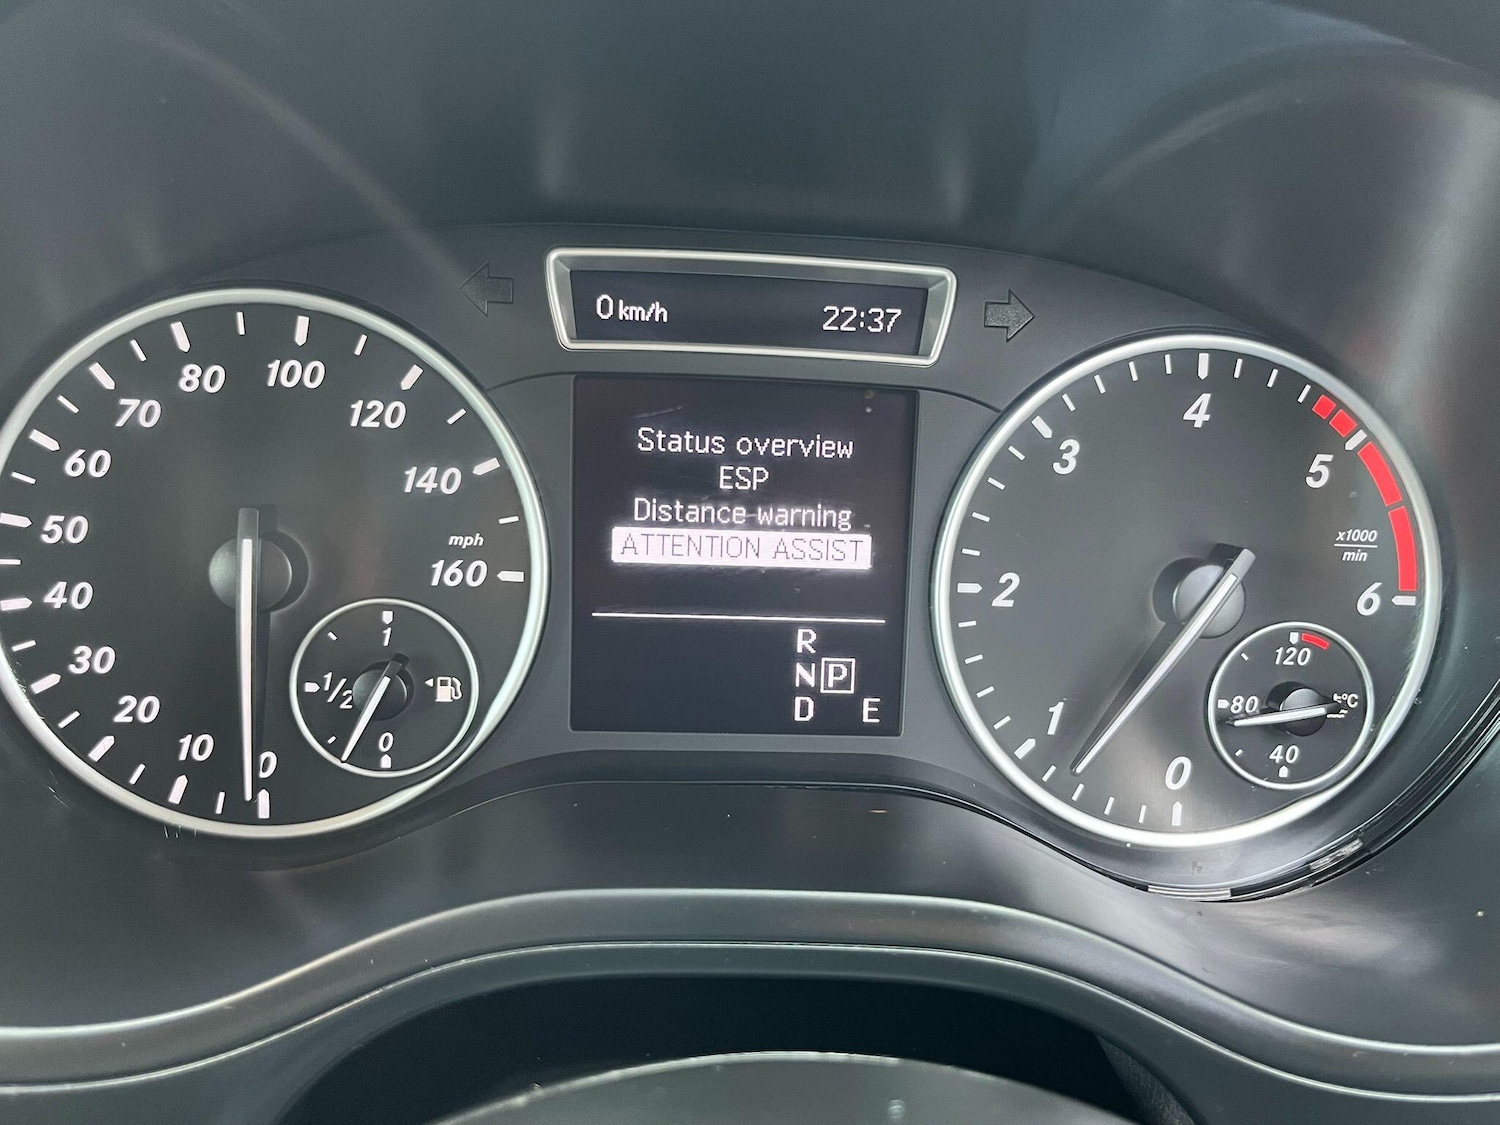 0 km/h 22:37
Status overview
ESP
Distance warning
ATTENTION ASSIST
R
N P
D E
0
10
20
30
40
50
60
70
80
100
120
140
160
mph
1
1/2
0
0
1
2
3
4
5
6
x1000
min
120
80
40
°C